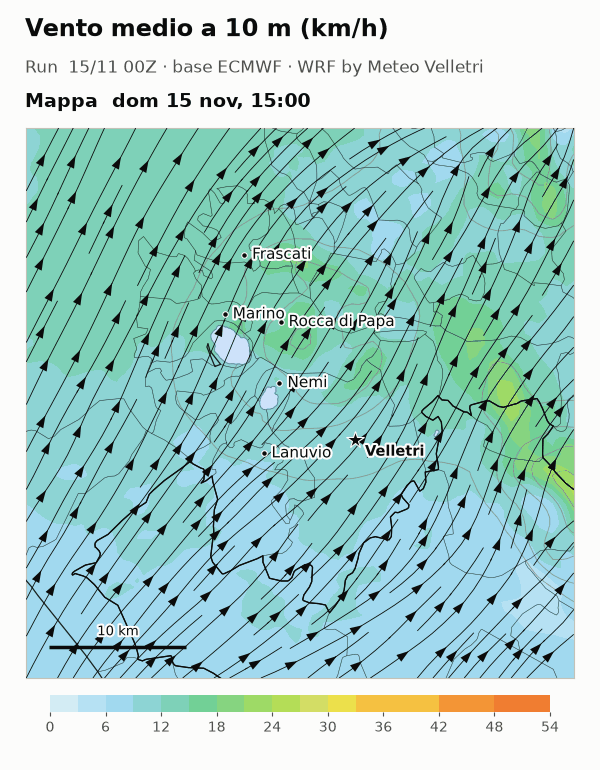 Vento medio a 10 m (km/h)
Run  15/11 00Z · base ECMWF · WRF by Meteo Velletri
Mappa  dom 15 nov, 15:00
Frascati
Marino
Rocca di Papa
Nemi
Velletri
Lanuvio
10 km
0 6 12 18 24 30 36 42 48 54